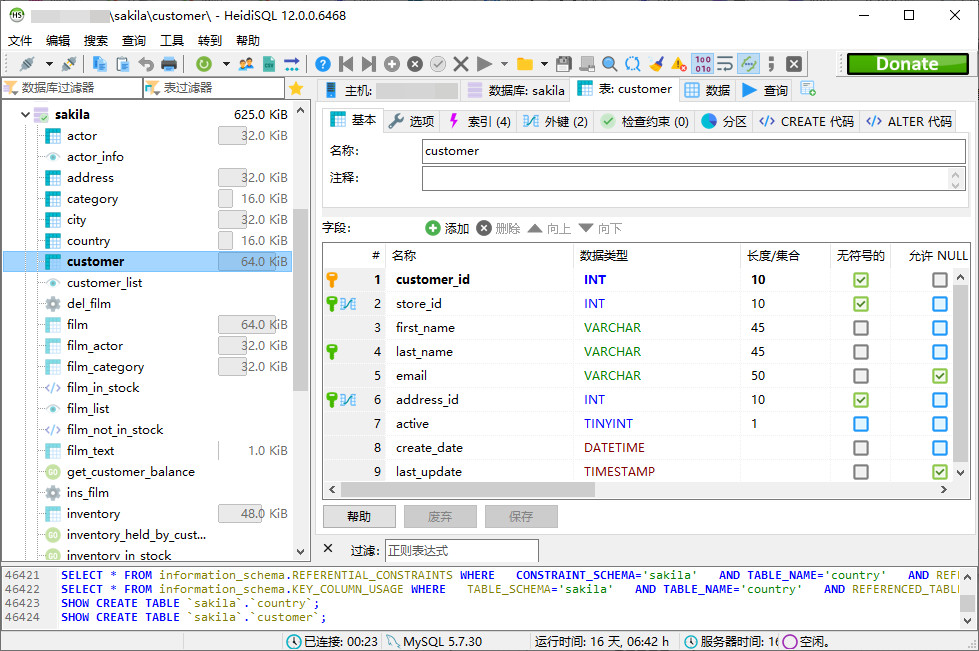 \sakila\customer\ - HeidiSQL 12.0.0.6468
文件 编辑 搜索 查询 工具 转到 帮助
Donate
数据库过滤器 表过滤器
主机: 数据库: sakila 表: customer 数据 查询
sakila 625.0 KiB
actor 32.0 KiB
actor_info
address 32.0 KiB
category 16.0 KiB
city 32.0 KiB
country 16.0 KiB
customer 64.0 KiB
customer_list
del_film
film 64.0 KiB
film_actor 32.0 KiB
film_category 32.0 KiB
film_in_stock
film_list
film_not_in_stock
film_text 1.0 KiB
get_customer_balance
ins_film
inventory 48.0 KiB
inventory_held_by_cust...
inventory_in_stock
基本 选项 索引 (4) 外键 (2) 检查约束 (0) 分区 CREATE 代码 ALTER 代码
名称: customer
注释:
字段: 添加 删除 向上 向下
# 名称 数据类型 长度/集合 无符号的 允许 NULL
1 customer_id INT 10
2 store_id INT 10
3 first_name VARCHAR 45
4 last_name VARCHAR 45
5 email VARCHAR 50
6 address_id INT 10
7 active TINYINT 1
8 create_date DATETIME
9 last_update TIMESTAMP
帮助 废弃 保存
过滤: 正则表达式
46421 SELECT * FROM information_schema.REFERENTIAL_CONSTRAINTS WHERE CONSTRAINT_SCHEMA='sakila' AND TABLE_NAME='country' AND REFE
46422 SELECT * FROM information_schema.KEY_COLUMN_USAGE WHERE TABLE_SCHEMA='sakila' AND TABLE_NAME='country' AND REFERENCED_TABLE
46423 SHOW CREATE TABLE `sakila`.`country`;
46424 SHOW CREATE TABLE `sakila`.`customer`;
已连接: 00:23 MySQL 5.7.30 运行时间: 16 天, 06:42 h 服务器时间: 16 空闲。